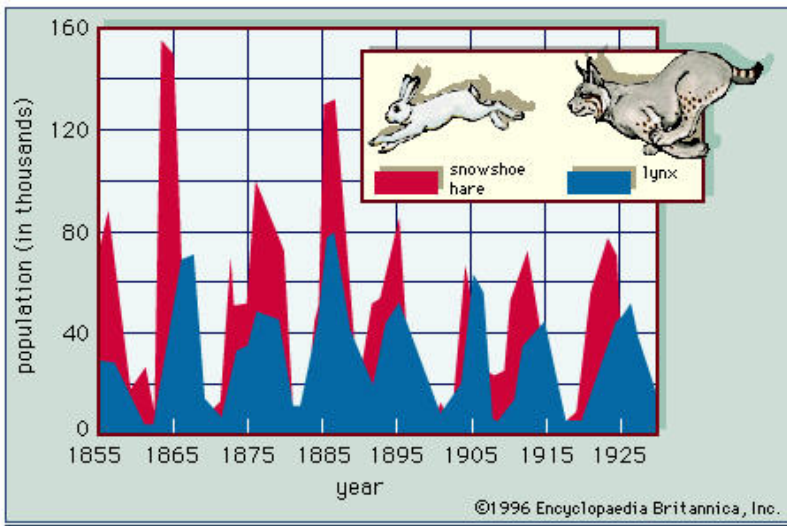 160
120
80
40
0
population (in thousands)
snowshoe
hare
lynx
1855 1865 1875 1885 1895 1905 1915 1925
year
©1996 Encyclopaedia Britannica, Inc.